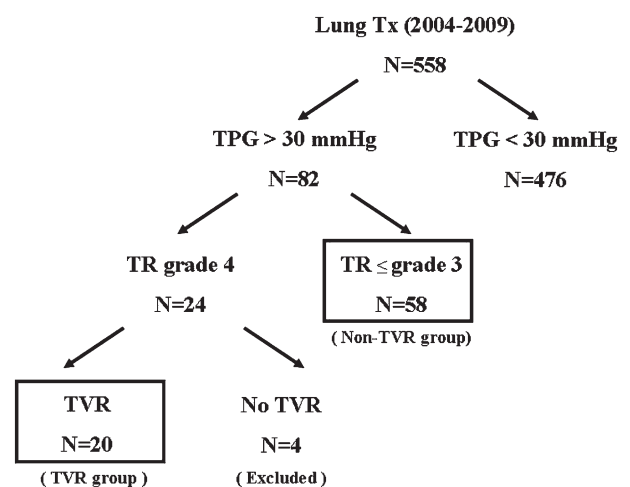 Lung Tx (2004-2009)
N=558
TPG > 30 mmHg
N=82
TPG < 30 mmHg
N=476
TR grade 4
N=24
TR ≤ grade 3
N=58
( Non-TVR group)
TVR
N=20
( TVR group )
No TVR
N=4
( Excluded )